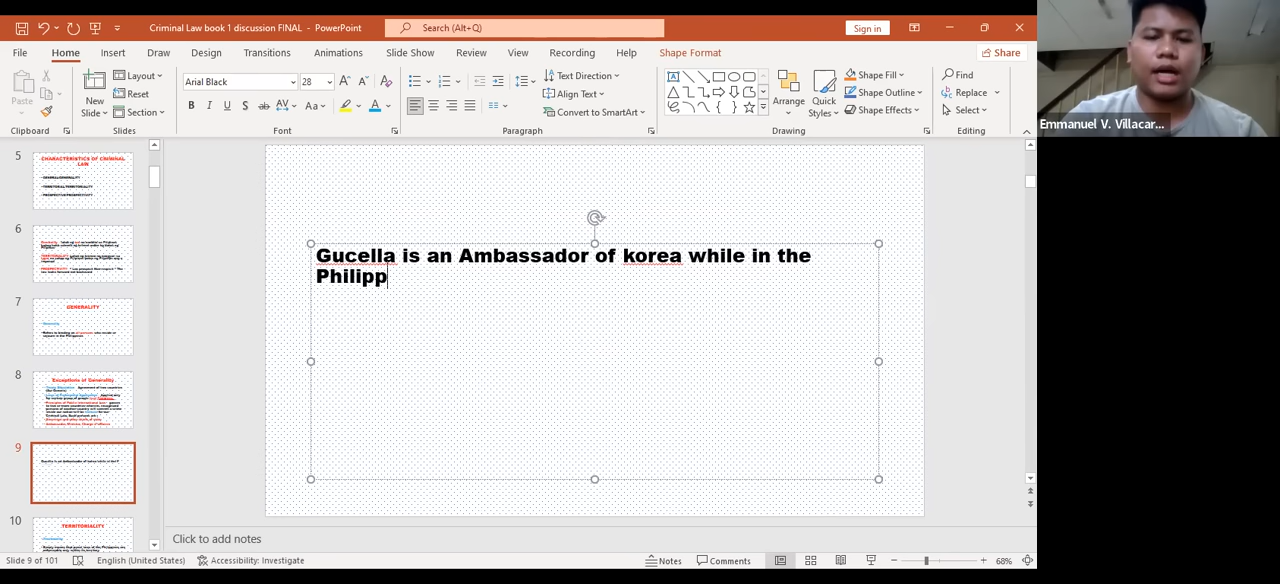 Criminal Law book 1 discussion FINAL - PowerPoint
Search (Alt+Q)
Sign in
File Home Insert Draw Design Transitions Animations Slide Show Review View Recording Help Shape Format Share
Paste
Clipboard
New Slide
Layout
Reset
Section
Slides
Arial Black 28
B I U S ab AV Aa A
Font
Paragraph
Text Direction
Align Text
Convert to SmartArt
Arrange
Quick Styles
Shape Fill
Shape Outline
Shape Effects
Drawing
Find
Replace
Select
Editing
Emmanuel V. Villacar...
5
CHARACTERISTICS OF CRIMINAL
LAW
6
7
GENERALITY
8
Exceptions of Generality
9
10
TERRITORIALITY
Gucella is an Ambassador of korea while in the
Philipp
Click to add notes
Slide 9 of 101 English (United States) Accessibility: Investigate Notes Comments 68%